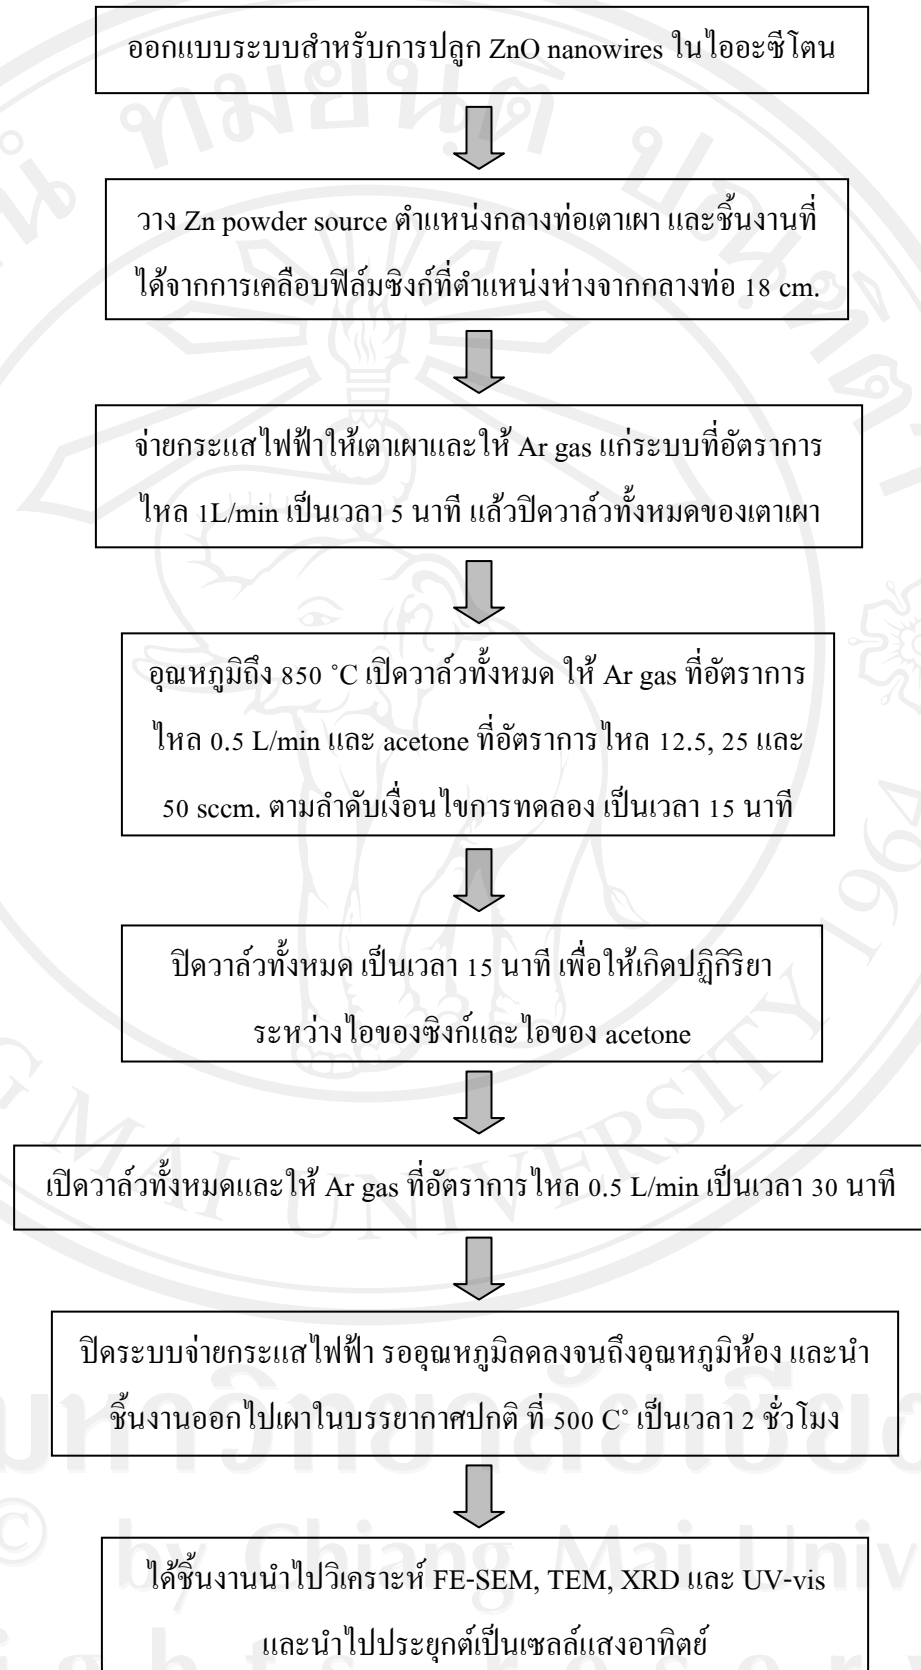 ออกแบบระบบสำหรับการปลูก ZnO nanowires ในไออะซีโตน
วาง Zn powder source ตำแหน่งกลางท่อเตาเผา และชิ้นงานที่
ได้จากการเคลือบฟิล์มซิงก์ที่ตำแหน่งห่างจากกลางท่อ 18 cm.
จ่ายกระแสไฟฟ้าให้เตาเผาและให้ Ar gas แก่ระบบที่อัตราการ
ไหล 1L/min เป็นเวลา 5 นาที แล้วปิดวาล์วทั้งหมดของเตาเผา
อุณหภูมิถึง 850 ˚C เปิดวาล์วทั้งหมด ให้ Ar gas ที่อัตราการ
ไหล 0.5 L/min และ acetone ที่อัตราการไหล 12.5, 25 และ
50 sccm. ตามลำดับเงื่อนไขการทดลอง เป็นเวลา 15 นาที
ปิดวาล์วทั้งหมด เป็นเวลา 15 นาที เพื่อให้เกิดปฏิกิริยา
ระหว่างไอของซิงก์และไอของ acetone
เปิดวาล์วทั้งหมดและให้ Ar gas ที่อัตราการไหล 0.5 L/min เป็นเวลา 30 นาที
ปิดระบบจ่ายกระแสไฟฟ้า รออุณหภูมิลดลงจนถึงอุณหภูมิห้อง และนำ
ชิ้นงานออกไปเผาในบรรยากาศปกติ ที่ 500 C˚ เป็นเวลา 2 ชั่วโมง
ได้ชิ้นงานนำไปวิเคราะห์ FE-SEM, TEM, XRD และ UV-vis
และนำไปประยุกต์เป็นเซลล์แสงอาทิตย์
MAI UNIVERSITY 1964
© by Chiang Mai Univ